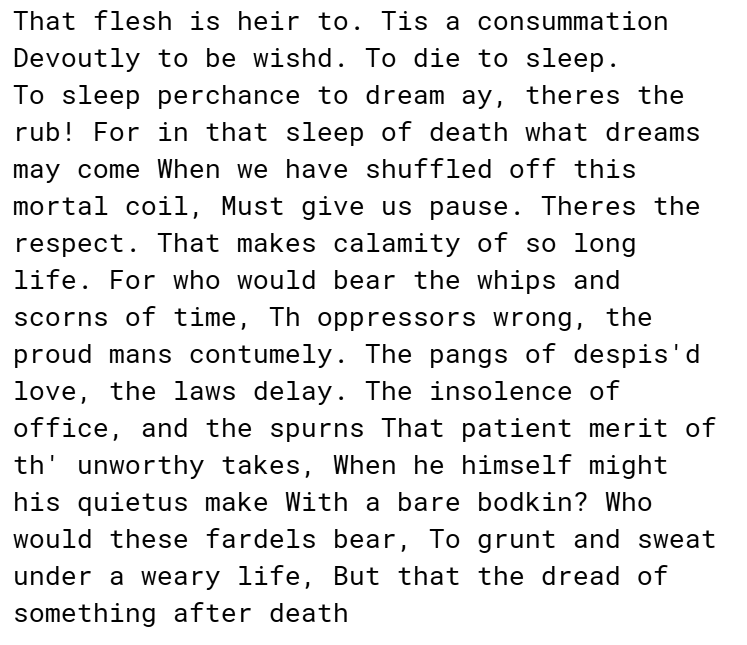 That flesh is heir to. Tis a consummation
Devoutly to be wishd. To die to sleep.
To sleep perchance to dream ay, theres the
rub! For in that sleep of death what dreams
may come When we have shuffled off this
mortal coil, Must give us pause. Theres the
respect. That makes calamity of so long
life. For who would bear the whips and
scorns of time, Th oppressors wrong, the
proud mans contumely. The pangs of despis'd
love, the laws delay. The insolence of
office, and the spurns That patient merit of
th' unworthy takes, When he himself might
his quietus make With a bare bodkin? Who
would these fardels bear, To grunt and sweat
under a weary life, But that the dread of
something after death